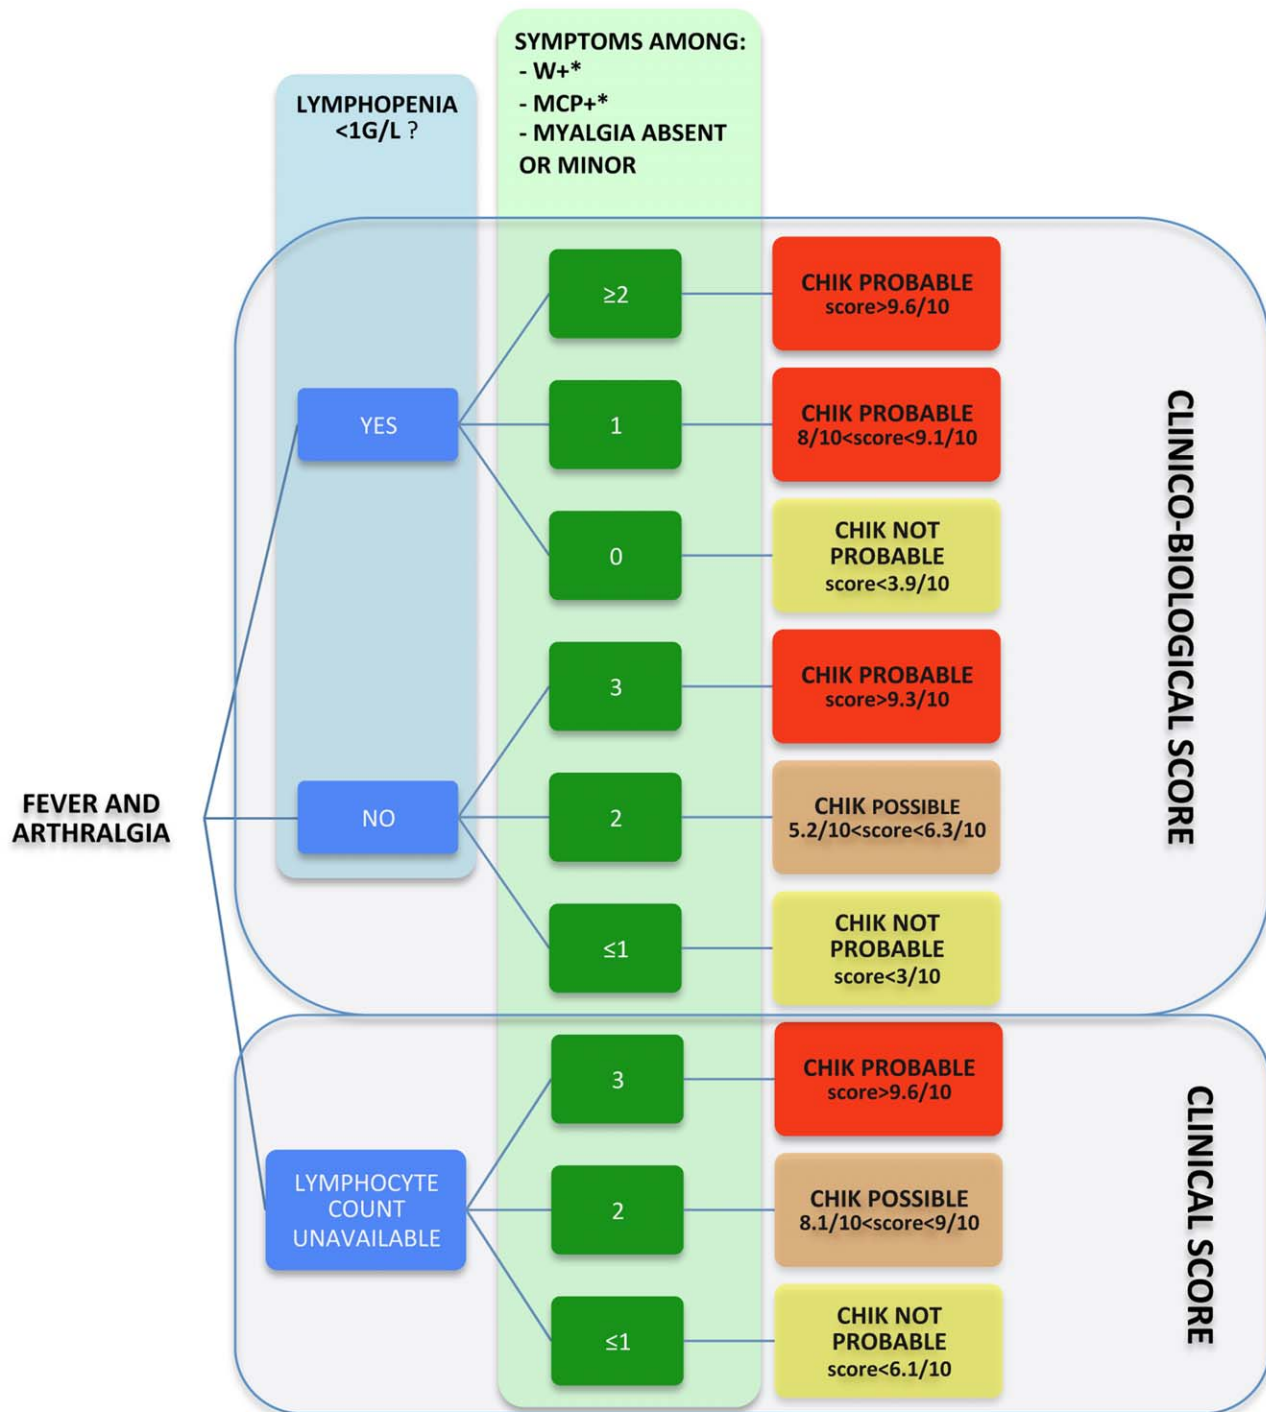 SYMPTOMS AMONG:
- W+*
- MCP+*
- MYALGIA ABSENT
OR MINOR
LYMPHOPENIA
<1G/L ?
FEVER AND
ARTHRALGIA
YES
≥2
CHIK PROBABLE
score>9.6/10
1
CHIK PROBABLE
8/10<score<9.1/10
0
CHIK NOT
PROBABLE
score<3.9/10
NO
3
CHIK PROBABLE
score>9.3/10
2
CHIK POSSIBLE
5.2/10<score<6.3/10
≤1
CHIK NOT
PROBABLE
score<3/10
CLINICO-BIOLOGICAL SCORE
LYMPHOCYTE
COUNT
UNAVAILABLE
3
CHIK PROBABLE
score>9.6/10
2
CHIK POSSIBLE
8.1/10<score<9/10
≤1
CHIK NOT
PROBABLE
score<6.1/10
CLINICAL SCORE